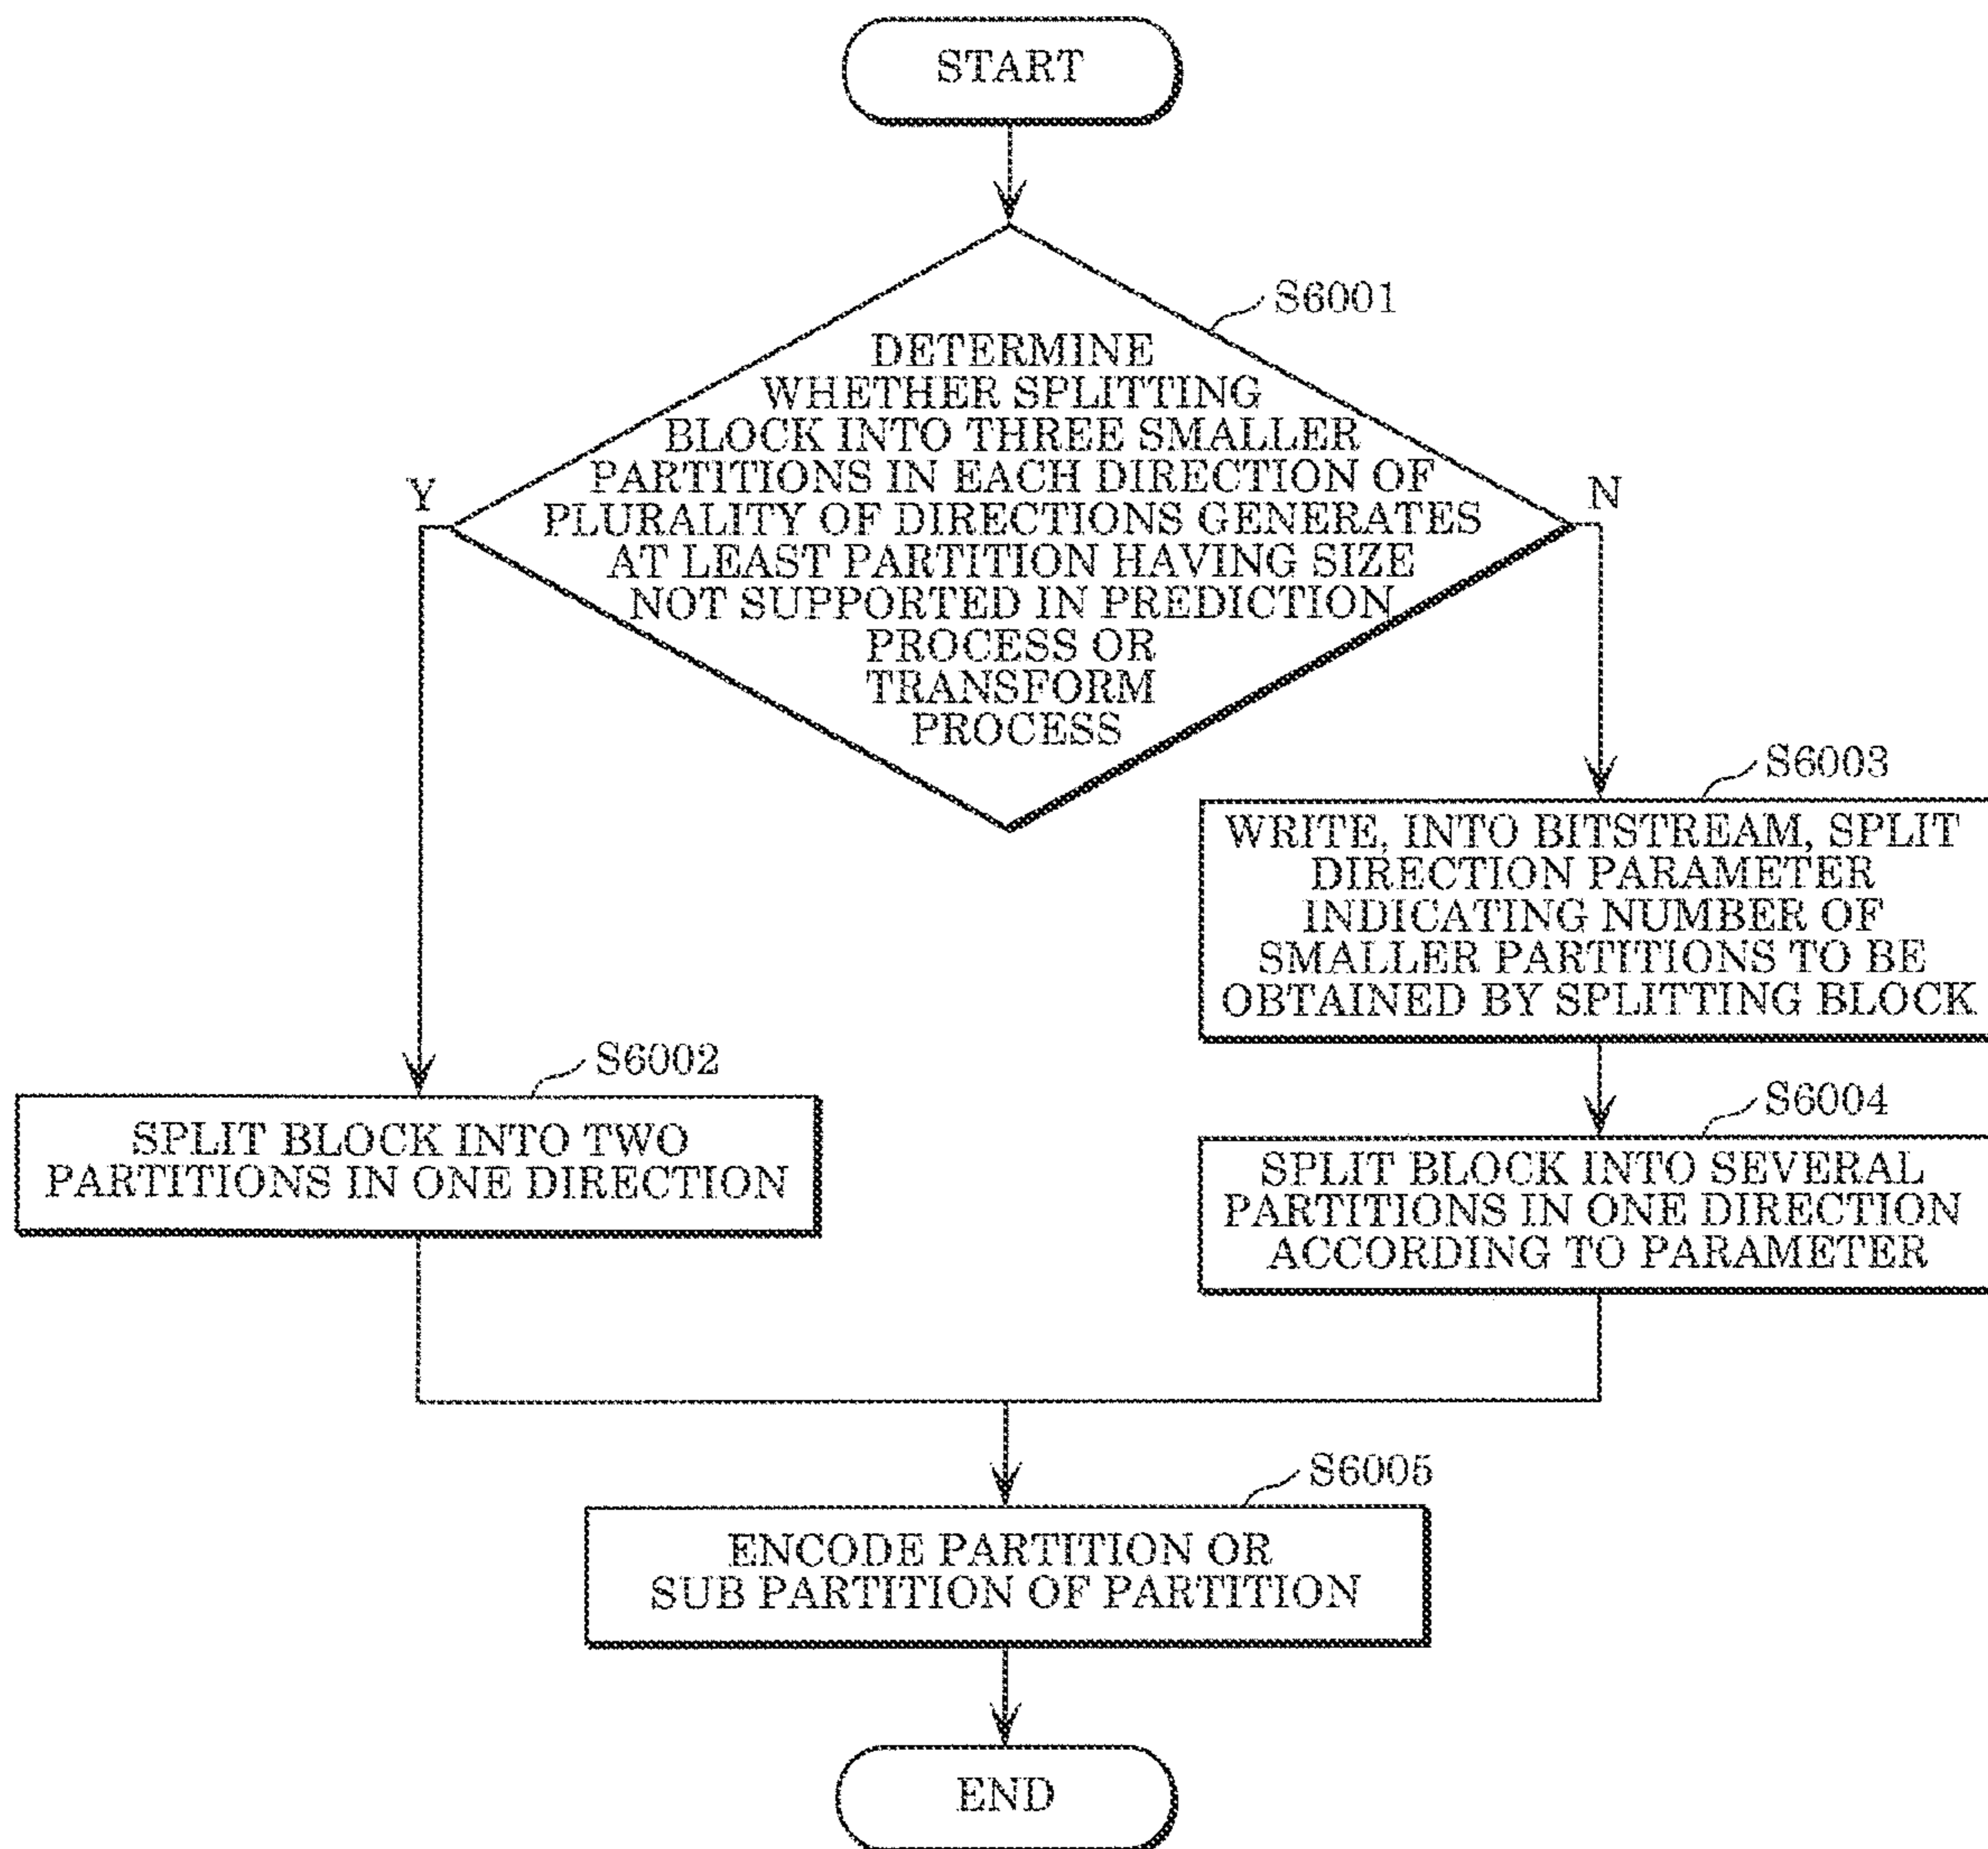 START
S6001
DETERMINE
WHETHER SPLITTING
BLOCK INTO THREE SMALLER
PARTITIONS IN EACH DIRECTION OF
PLURALITY OF DIRECTIONS GENERATES
AT LEAST PARTITION HAVING SIZE
NOT SUPPORTED IN PREDICTION
PROCESS OR
TRANSFORM
PROCESS
Y
N
S6003
WRITE, INTO BITSTREAM, SPLIT
DIRECTION PARAMETER
INDICATING NUMBER OF
SMALLER PARTITIONS TO BE
OBTAINED BY SPLITTING BLOCK
S6002
SPLIT BLOCK INTO TWO
PARTITIONS IN ONE DIRECTION
S6004
SPLIT BLOCK INTO SEVERAL
PARTITIONS IN ONE DIRECTION
ACCORDING TO PARAMETER
S6005
ENCODE PARTITION OR
SUB PARTITION OF PARTITION
END